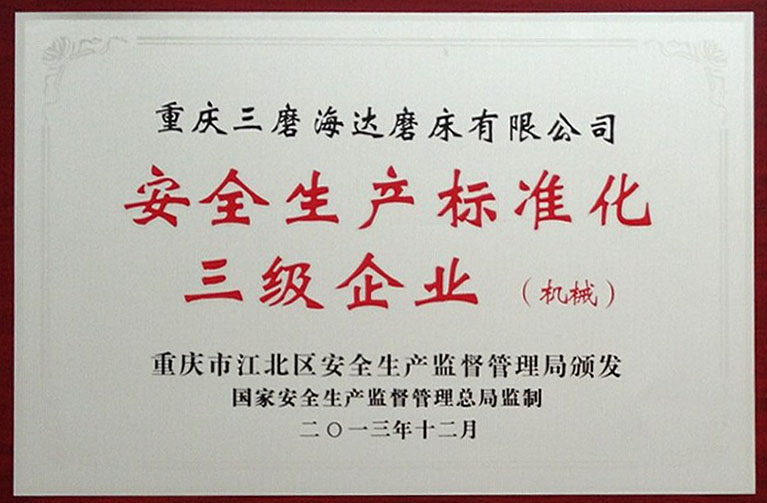 重庆三磨海达磨床有限公司
安全生产标准化
三级企业（机械）
重庆市江北区安全生产监督管理局颁发
国家安全生产监督管理总局监制
二〇一三年十二月